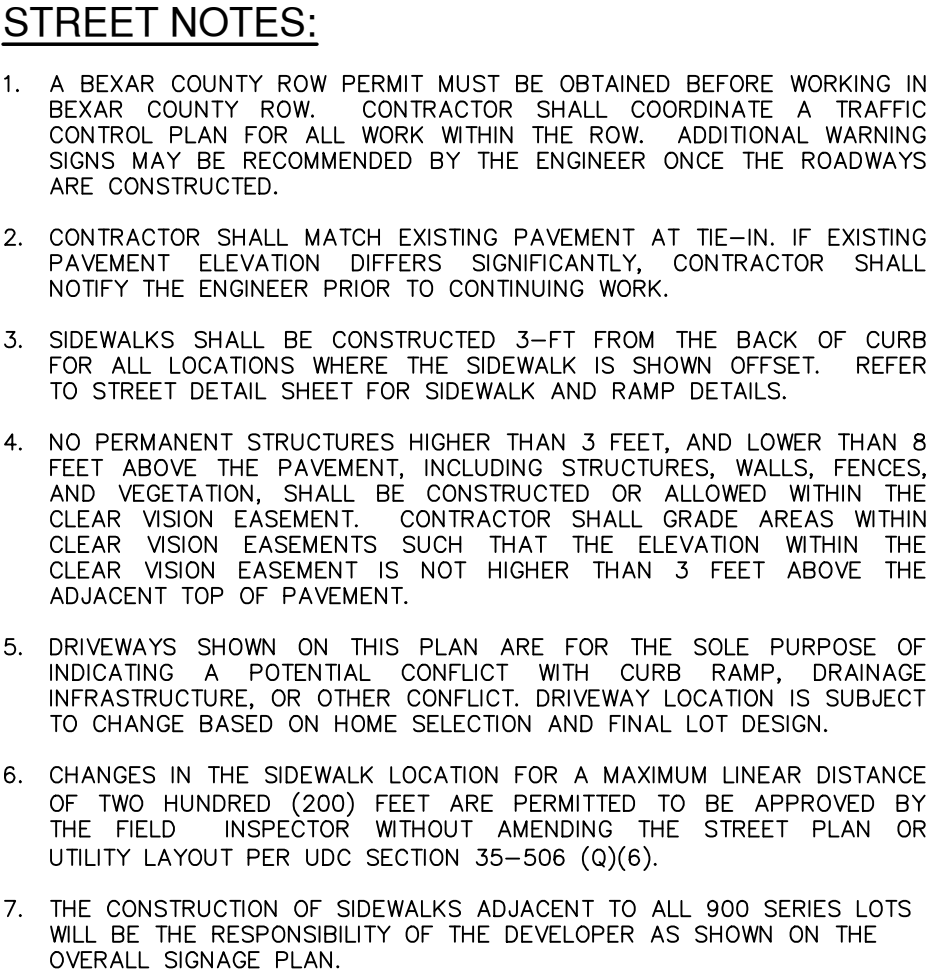 STREET NOTES:
1. A BEXAR COUNTY ROW PERMIT MUST BE OBTAINED BEFORE WORKING IN
BEXAR COUNTY ROW. CONTRACTOR SHALL COORDINATE A TRAFFIC
CONTROL PLAN FOR ALL WORK WITHIN THE ROW. ADDITIONAL WARNING
SIGNS MAY BE RECOMMENDED BY THE ENGINEER ONCE THE ROADWAYS
ARE CONSTRUCTED.
2. CONTRACTOR SHALL MATCH EXISTING PAVEMENT AT TIE–IN. IF EXISTING
PAVEMENT ELEVATION DIFFERS SIGNIFICANTLY, CONTRACTOR SHALL
NOTIFY THE ENGINEER PRIOR TO CONTINUING WORK.
3. SIDEWALKS SHALL BE CONSTRUCTED 3–FT FROM THE BACK OF CURB
FOR ALL LOCATIONS WHERE THE SIDEWALK IS SHOWN OFFSET. REFER
TO STREET DETAIL SHEET FOR SIDEWALK AND RAMP DETAILS.
4. NO PERMANENT STRUCTURES HIGHER THAN 3 FEET, AND LOWER THAN 8
FEET ABOVE THE PAVEMENT, INCLUDING STRUCTURES, WALLS, FENCES,
AND VEGETATION, SHALL BE CONSTRUCTED OR ALLOWED WITHIN THE
CLEAR VISION EASEMENT. CONTRACTOR SHALL GRADE AREAS WITHIN
CLEAR VISION EASEMENTS SUCH THAT THE ELEVATION WITHIN THE
CLEAR VISION EASEMENT IS NOT HIGHER THAN 3 FEET ABOVE THE
ADJACENT TOP OF PAVEMENT.
5. DRIVEWAYS SHOWN ON THIS PLAN ARE FOR THE SOLE PURPOSE OF
INDICATING A POTENTIAL CONFLICT WITH CURB RAMP, DRAINAGE
INFRASTRUCTURE, OR OTHER CONFLICT. DRIVEWAY LOCATION IS SUBJECT
TO CHANGE BASED ON HOME SELECTION AND FINAL LOT DESIGN.
6. CHANGES IN THE SIDEWALK LOCATION FOR A MAXIMUM LINEAR DISTANCE
OF TWO HUNDRED (200) FEET ARE PERMITTED TO BE APPROVED BY
THE FIELD INSPECTOR WITHOUT AMENDING THE STREET PLAN OR
UTILITY LAYOUT PER UDC SECTION 35–506 (Q)(6).
7. THE CONSTRUCTION OF SIDEWALKS ADJACENT TO ALL 900 SERIES LOTS
WILL BE THE RESPONSIBILITY OF THE DEVELOPER AS SHOWN ON THE
OVERALL SIGNAGE PLAN.